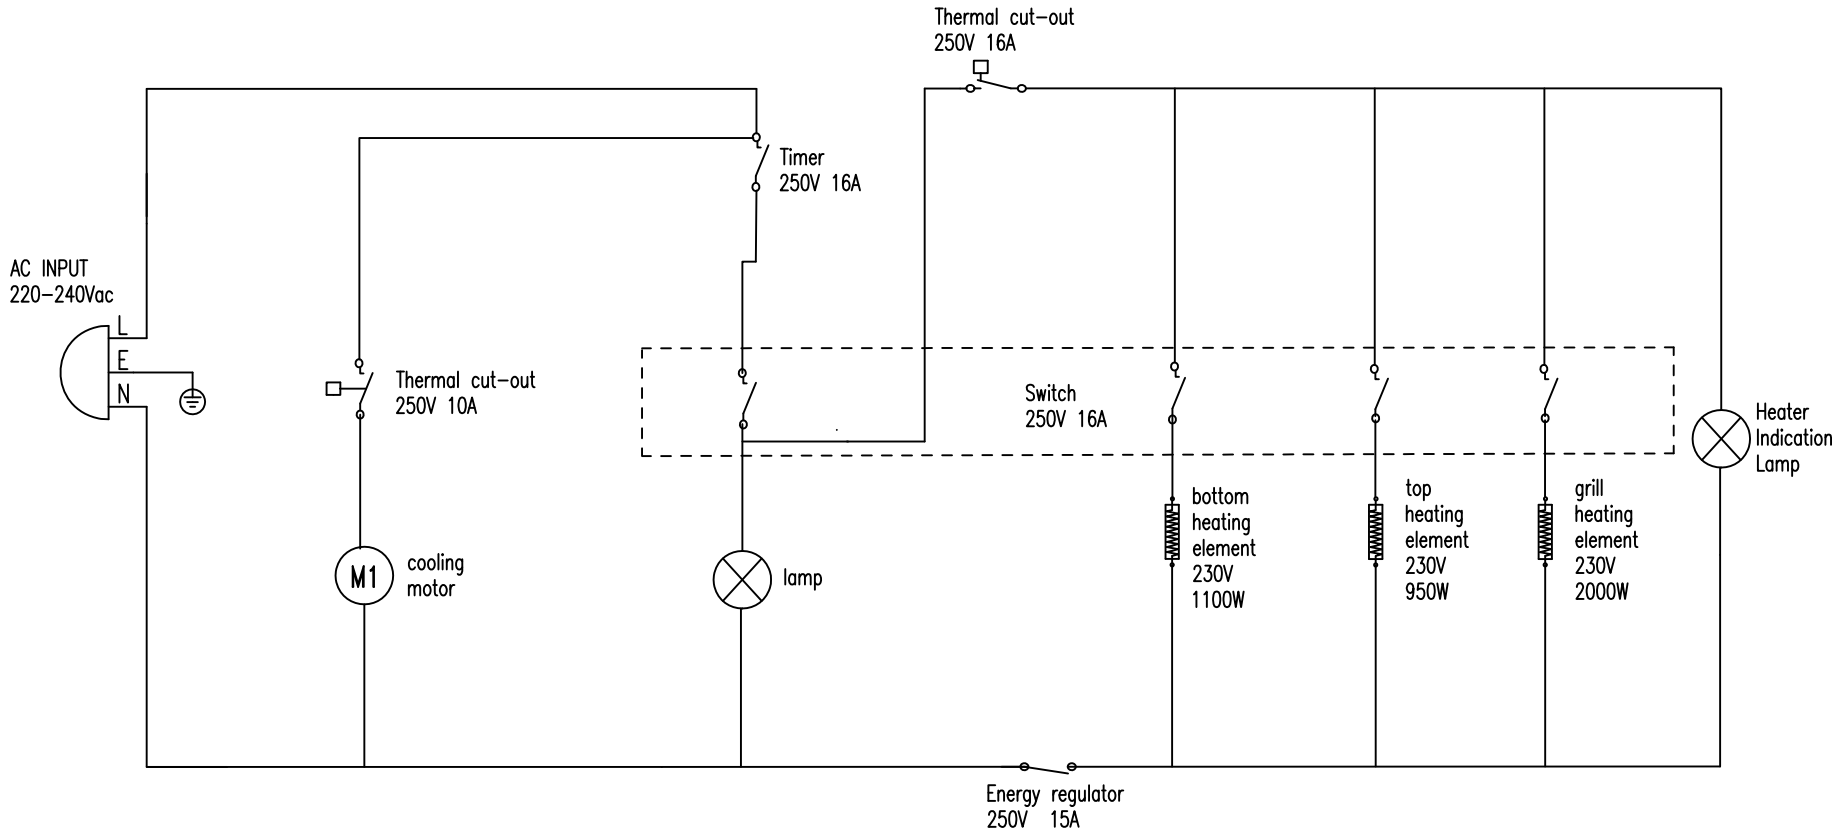 Thermal cut-out
250V 16A
Timer
250V 16A
AC INPUT
220-240Vac
L
E
N
Thermal cut-out
250V 10A
Switch
250V 16A
Heater
Indication
Lamp
bottom
heating
element
230V
1100W
top
heating
element
230V
950W
grill
heating
element
230V
2000W
M1
cooling
motor
lamp
Energy regulator
250V 15A